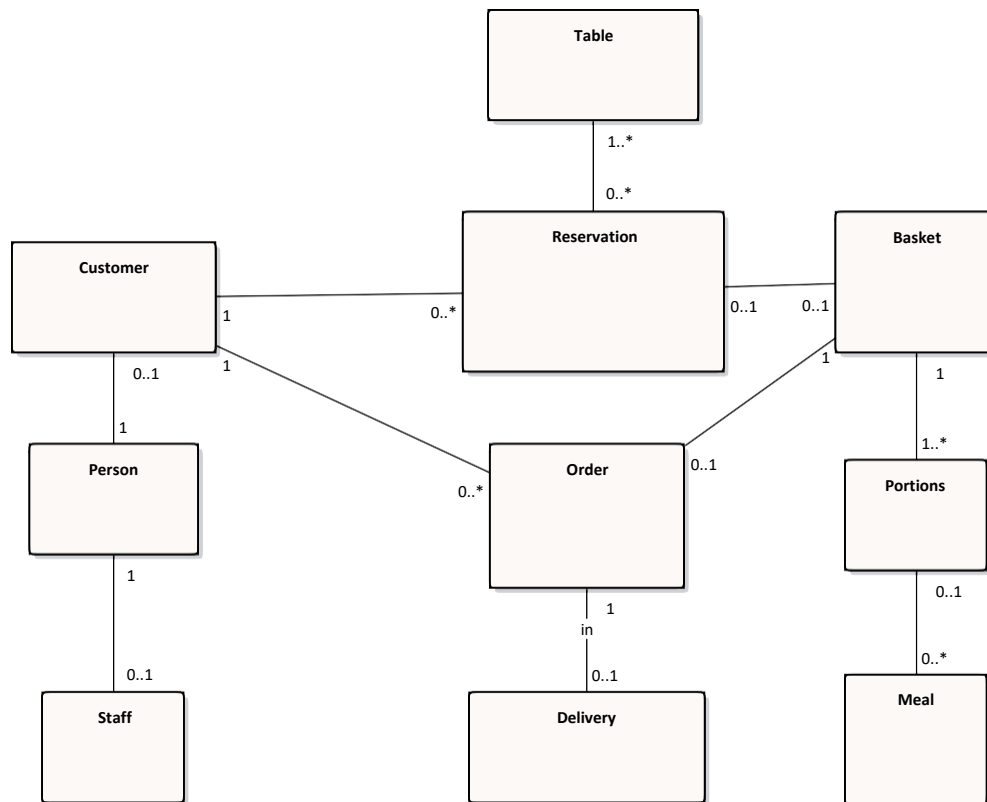 Table
1..*
0..*
Reservation
Basket
Customer
1
0..*
0..1
0..1
0..1
1
1
1
1
1..*
Person
Order
0..1
Portions
0..*
1
1
0..1
in
0..1
0..1
0..*
Staff
Delivery
Meal